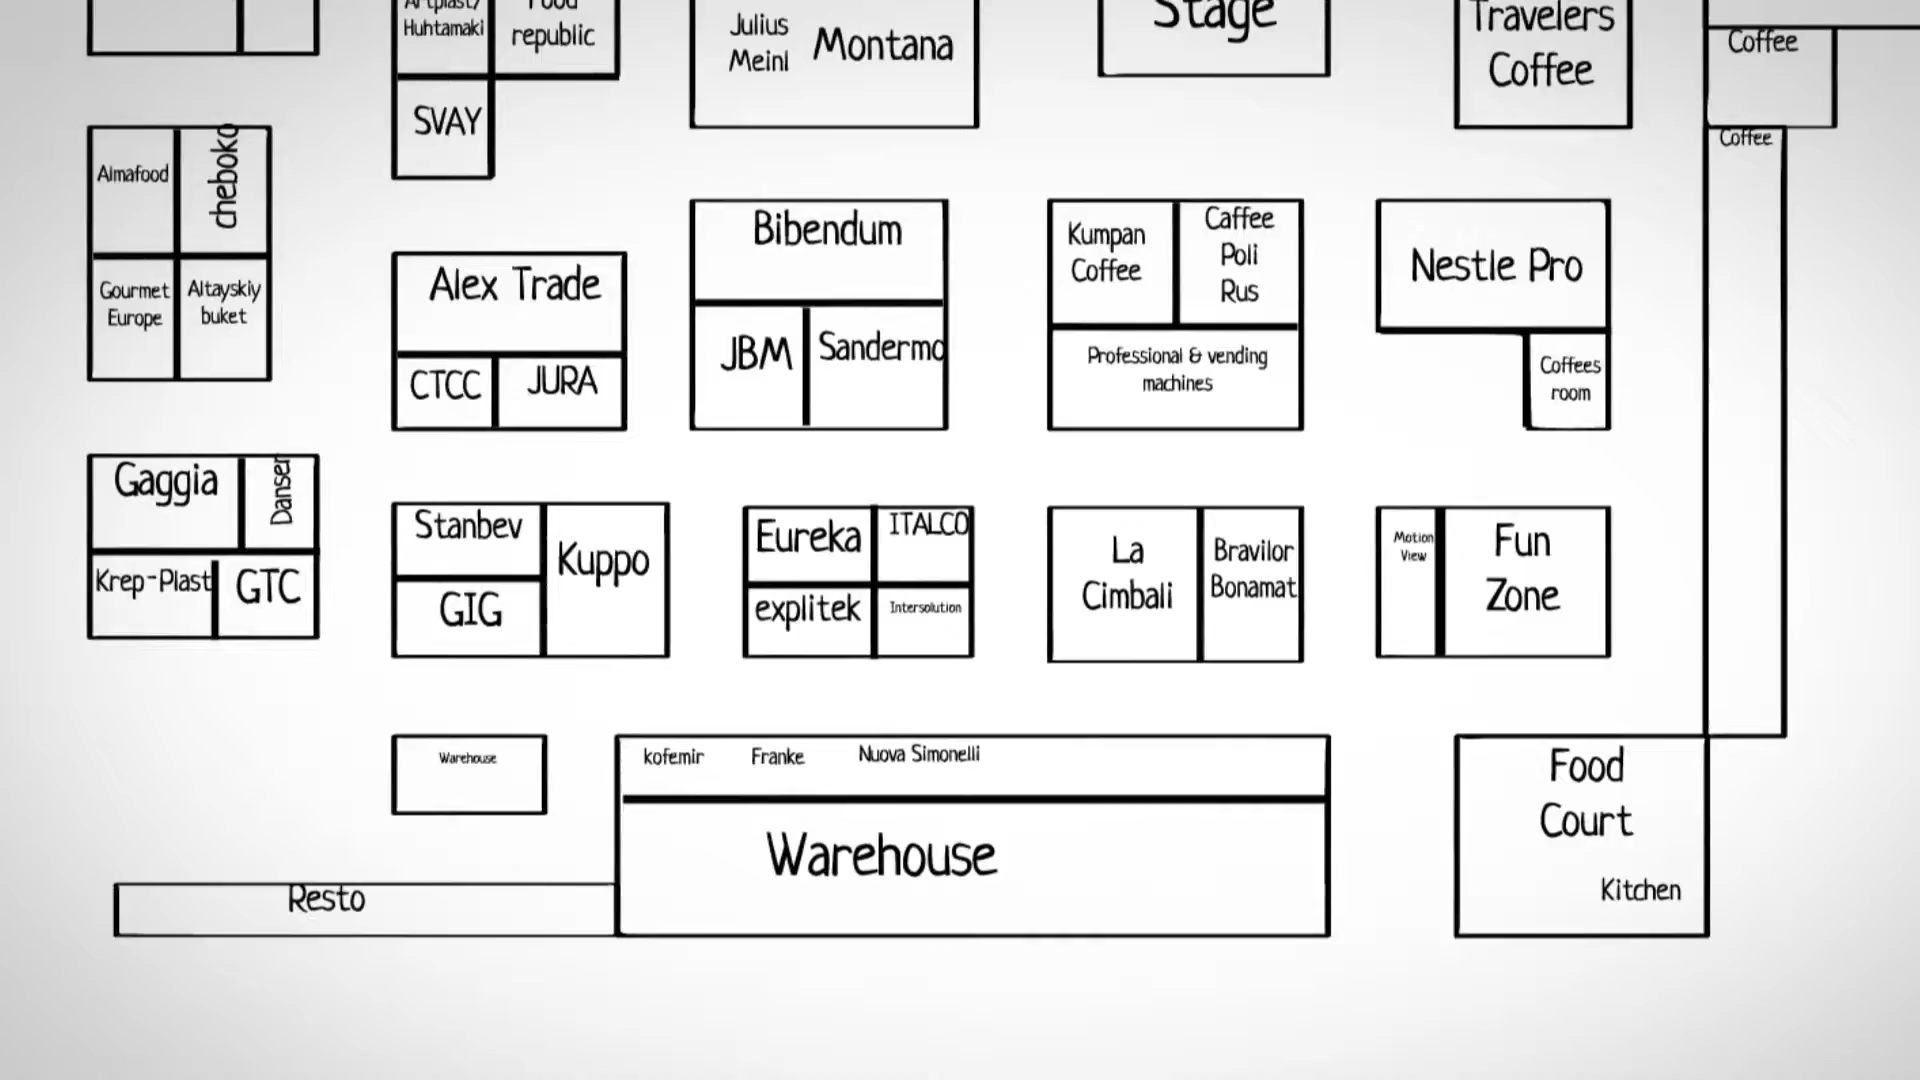 Artplast/
Huhtamaki
Food
republic
SVAY
Julius
Meinl
Montana
Stage
Travelers
Coffee
Coffee
Coffee
Almafood
cheboko
Gourmet
Europe
Altayskiy
buket
Alex Trade
CTCC
JURA
Bibendum
JBM
Sandermo
Kumpan
Coffee
Caffee
Poli
Rus
Professional & vending
machines
Nestle Pro
Coffees
room
Gaggia
Danser
Krep-Plast
GTC
Stanbev
Kuppo
GIG
Eureka
ITALCO
explitek
Intersolution
La
Cimbali
Bravilor
Bonamat
Motion
View
Fun
Zone
Warehouse
kofemir
Franke
Nuova Simonelli
Warehouse
Resto
Food
Court
Kitchen